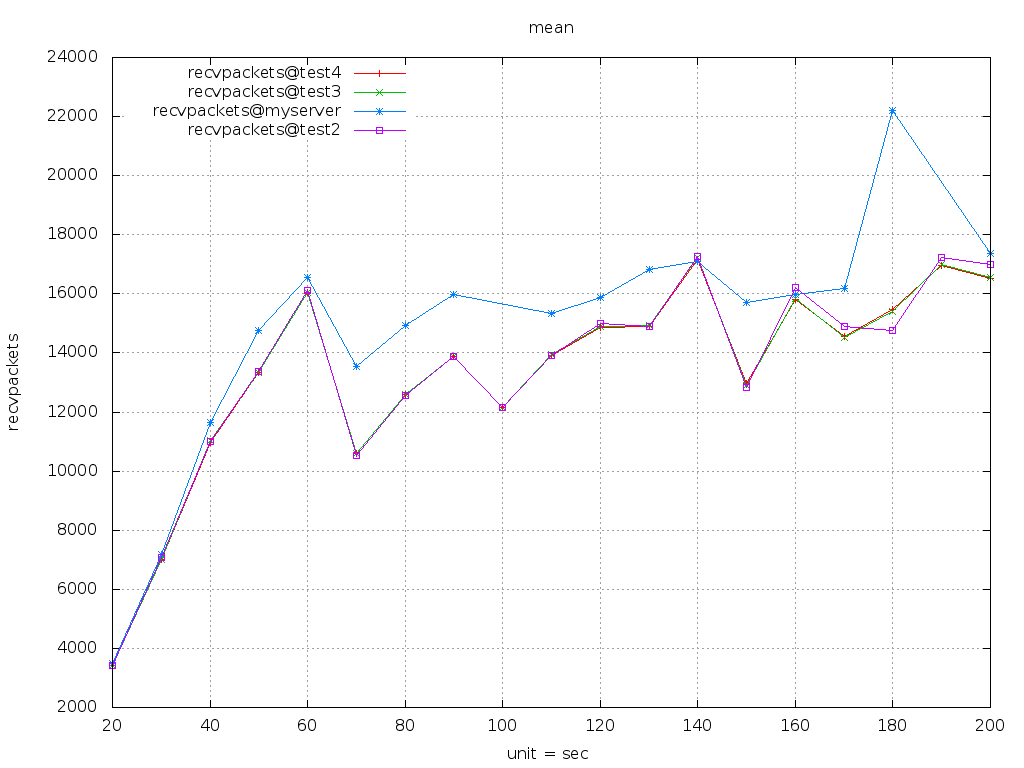 mean
24000
22000
20000
18000
16000
14000
12000
10000
8000
6000
4000
2000
recvpackets
recvpackets@test4
recvpackets@test3
recvpackets@myserver
recvpackets@test2
20 40 60 80 100 120 140 160 180 200
unit = sec